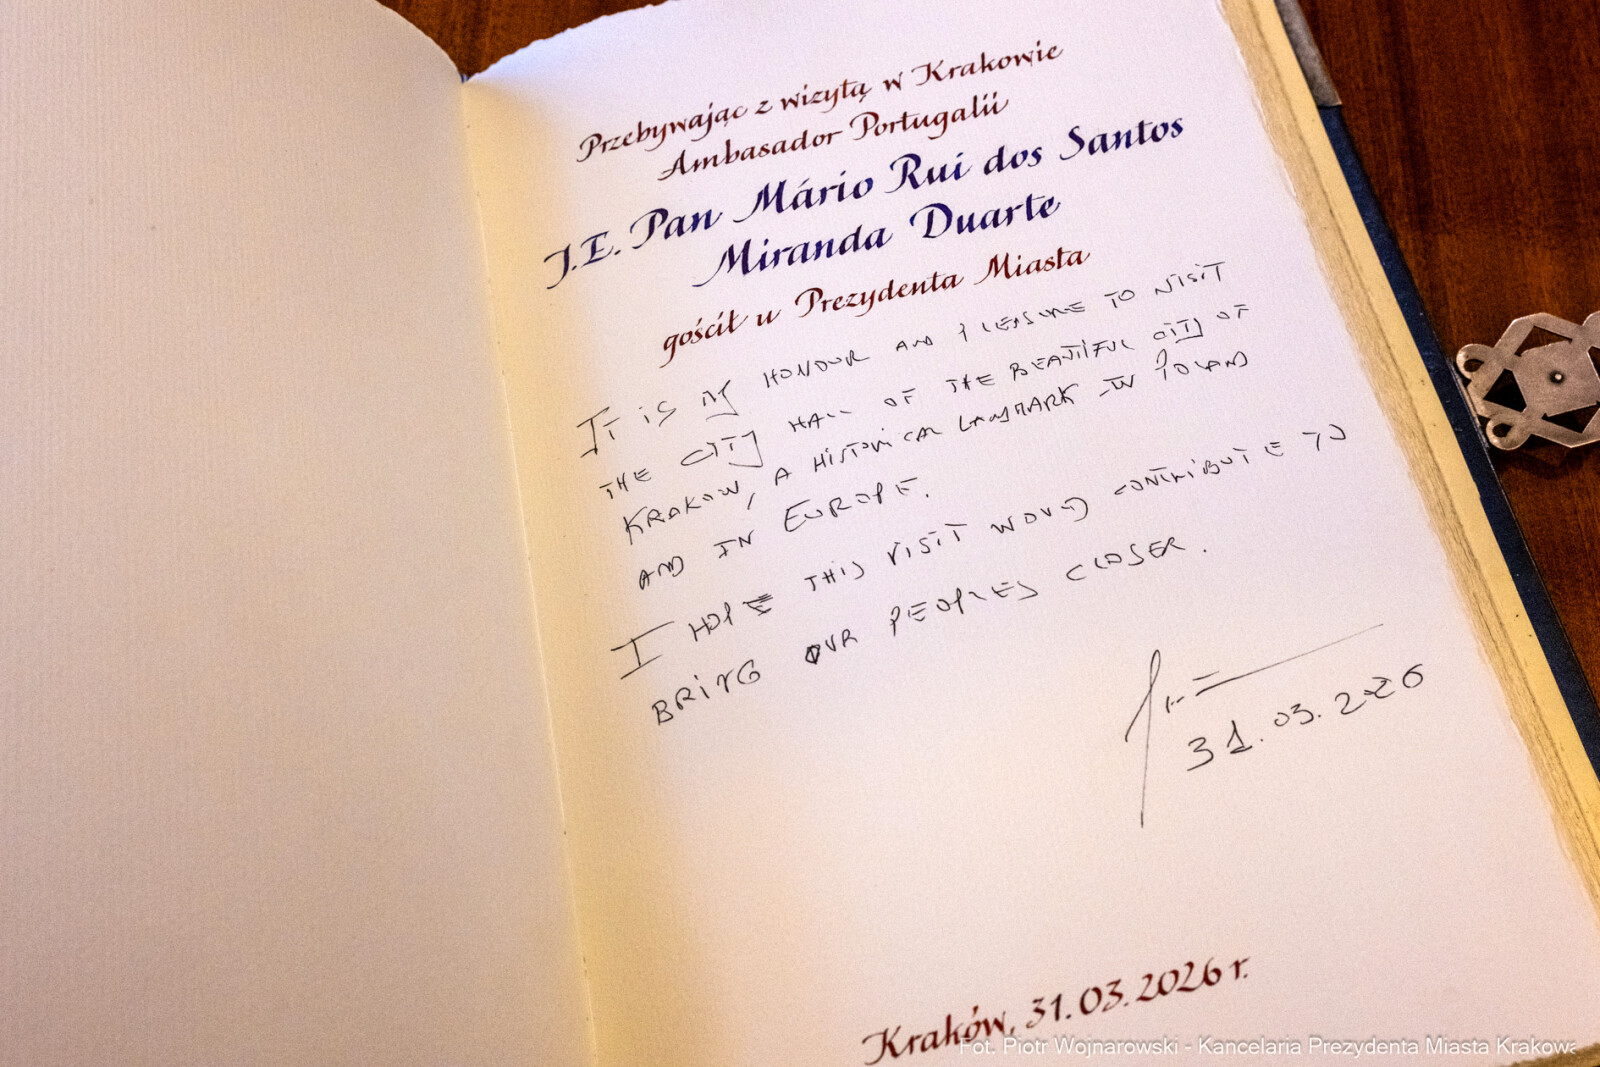 Przebywając z wizytą w Krakowie
Ambasador Portugalii
J.E. Pan Mário Rui dos Santos
Miranda Duarte
gościł u Prezydenta Miasta
IT IS MY HONOUR AND PLEASURE TO VISIT
THE CITY HALL OF THE BEAUTIFUL CITY OF
KRAKOW, A HISTORICAL LANDMARK IN POLAND
AND IN EUROPE.
I HOPE THIS VISIT WOULD CONTRIBUTE TO
BRING OUR PEOPLES CLOSER.
31.03.2026
Kraków, 31.03.2026 r.
Fot. Piotr Wojnarowski - Kancelaria Prezydenta Miasta Krakowa